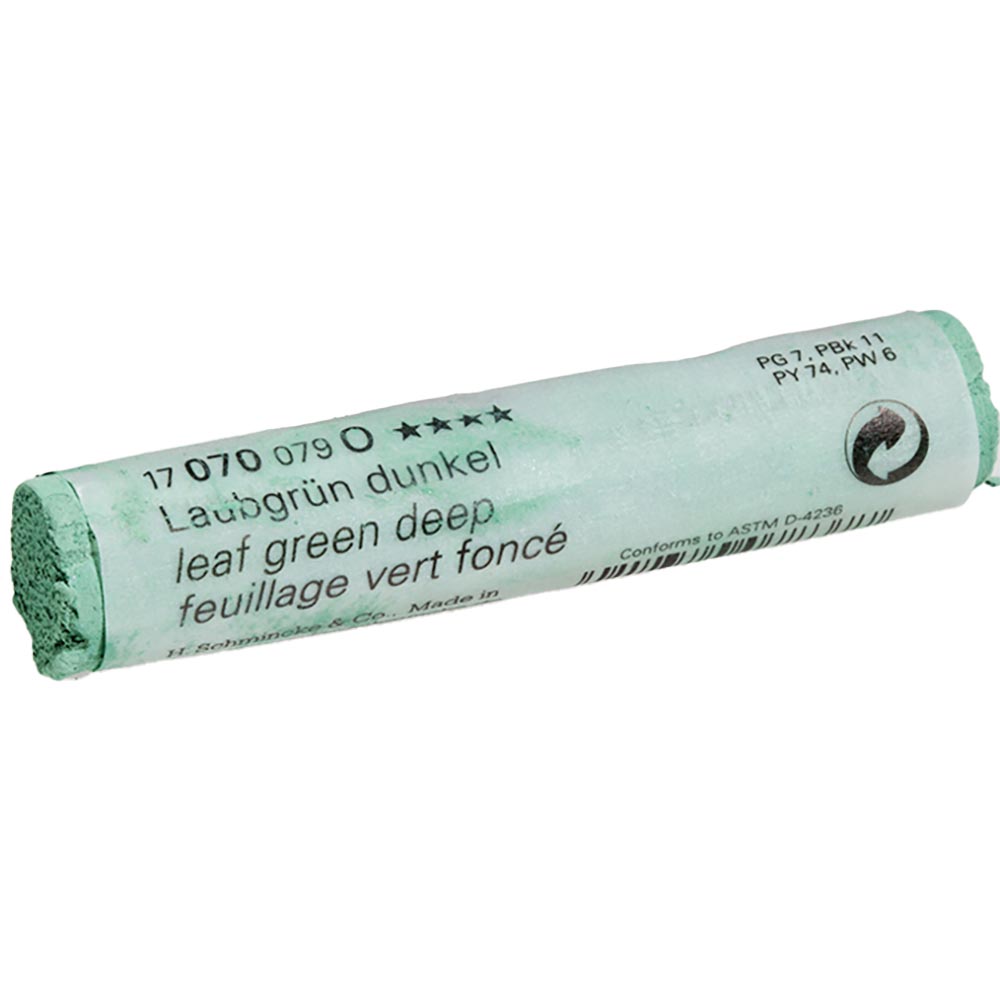 17 070 079 O ★★★★
Laubgrün dunkel
leaf green deep
feuillage vert foncé
H. Schmincke & Co., Made in
PG 7, PBk 11
PY 74, PW 6
Conforms to ASTM D-4236